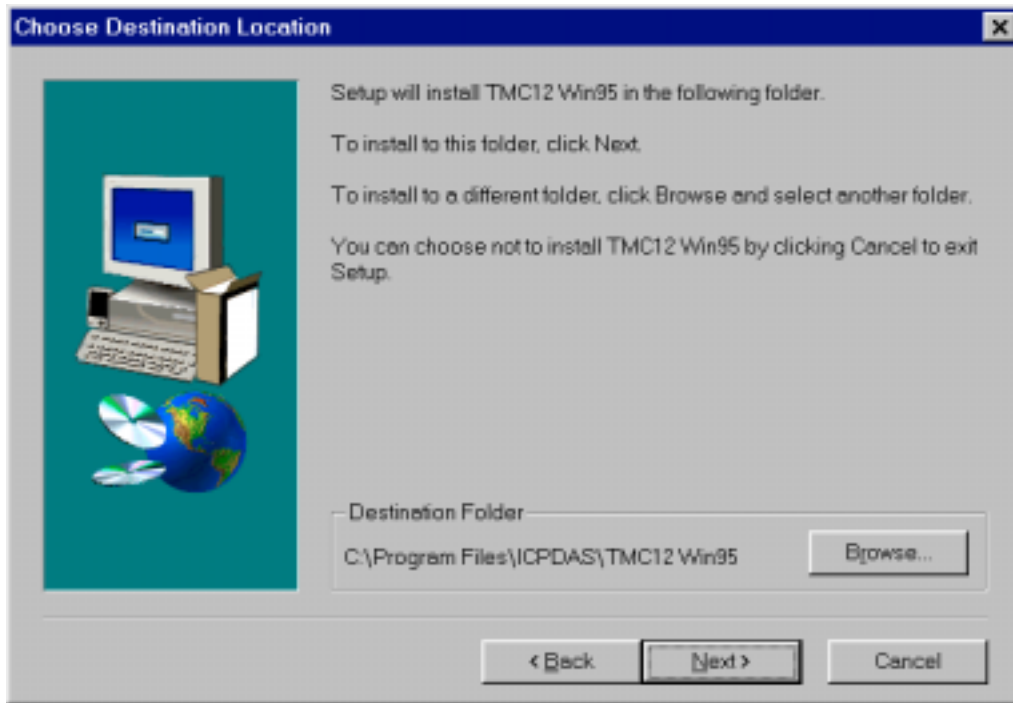 Choose Destination Location
Setup will install TMC12 Win95 in the following folder.
To install to this folder, click Next.
To install to a different folder, click Browse and select another folder.
You can choose not to install TMC12 Win95 by clicking Cancel to exit
Setup.
Destination Folder
C:\Program Files\ICPDAS\TMC12 Win95
Browse...
< Back
Next >
Cancel